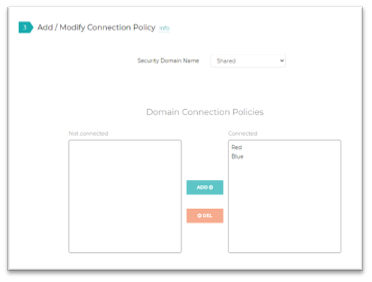 3 Add / Modify Connection Policy Info
Security Domain Name Shared
Domain Connection Policies
Not connected Connected
Red
Blue
ADD
DEL